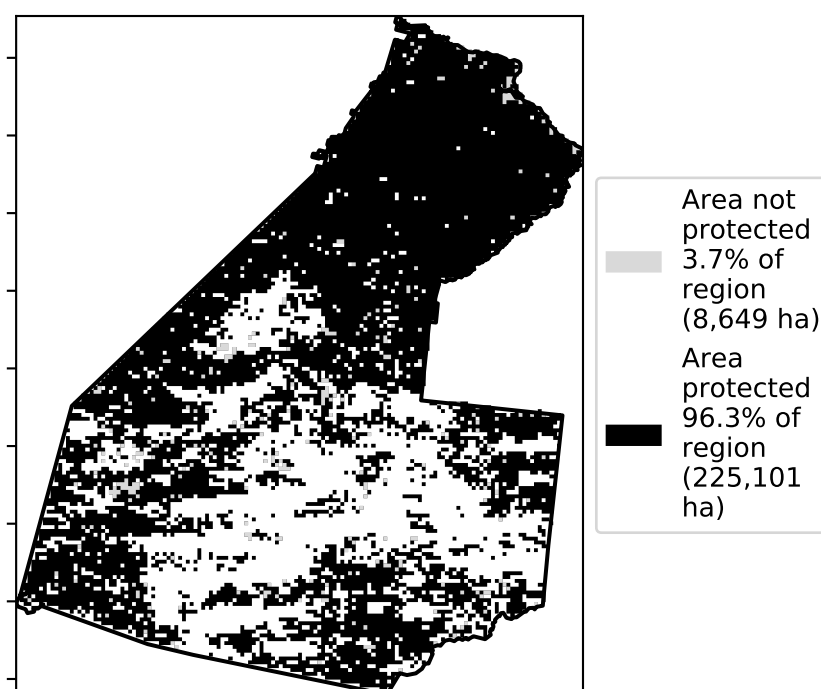 Area not
protected
3.7% of
region
(8,649 ha)
Area
protected
96.3% of
region
(225,101
ha)